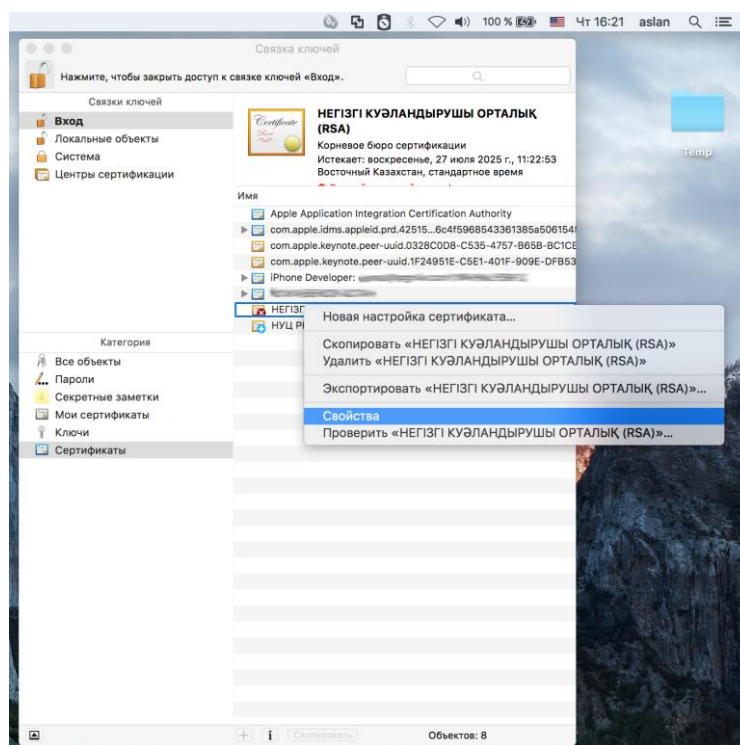 100 %
Чт 16:21 aslan
Связка ключей
Нажмите, чтобы закрыть доступ к связке ключей «Вход».
Связки ключей
Вход
Локальные объекты
Система
Центры сертификации
Certificate
НЕГІЗГІ КУӘЛАНДЫРУШЫ ОРТАЛЫҚ
(RSA)
Корневое бюро сертификации
Истекает: воскресенье, 27 июля 2025 г., 11:22:53
Восточный Казахстан, стандартное время
Имя
Apple Application Integration Certification Authority
com.apple.idms.appleid.prd.42515...6c4f5968543361385a506154
com.apple.keynote.peer-uuid.0328C0D8-C535-4757-B65B-BC1CE
com.apple.keynote.peer-uuid.1F24951E-C5E1-401F-909E-DFB53
iPhone Developer:
НЕГІЗГ
НУЦ
Temp
Новая настройка сертификата...
Скопировать «НЕГІЗГІ КУӘЛАНДЫРУШЫ ОРТАЛЫҚ (RSA)»
Удалить «НЕГІЗГІ КУӘЛАНДЫРУШЫ ОРТАЛЫҚ (RSA)»
Экспортировать «НЕГІЗГІ КУӘЛАНДЫРУШЫ ОРТАЛЫҚ (RSA)»...
Свойства
Проверить «НЕГІЗГІ КУӘЛАНДЫРУШЫ ОРТАЛЫҚ (RSA)»...
Категория
Все объекты
Пароли
Секретные заметки
Мои сертификаты
Ключи
Сертификаты
Скопировать
Объектов: 8